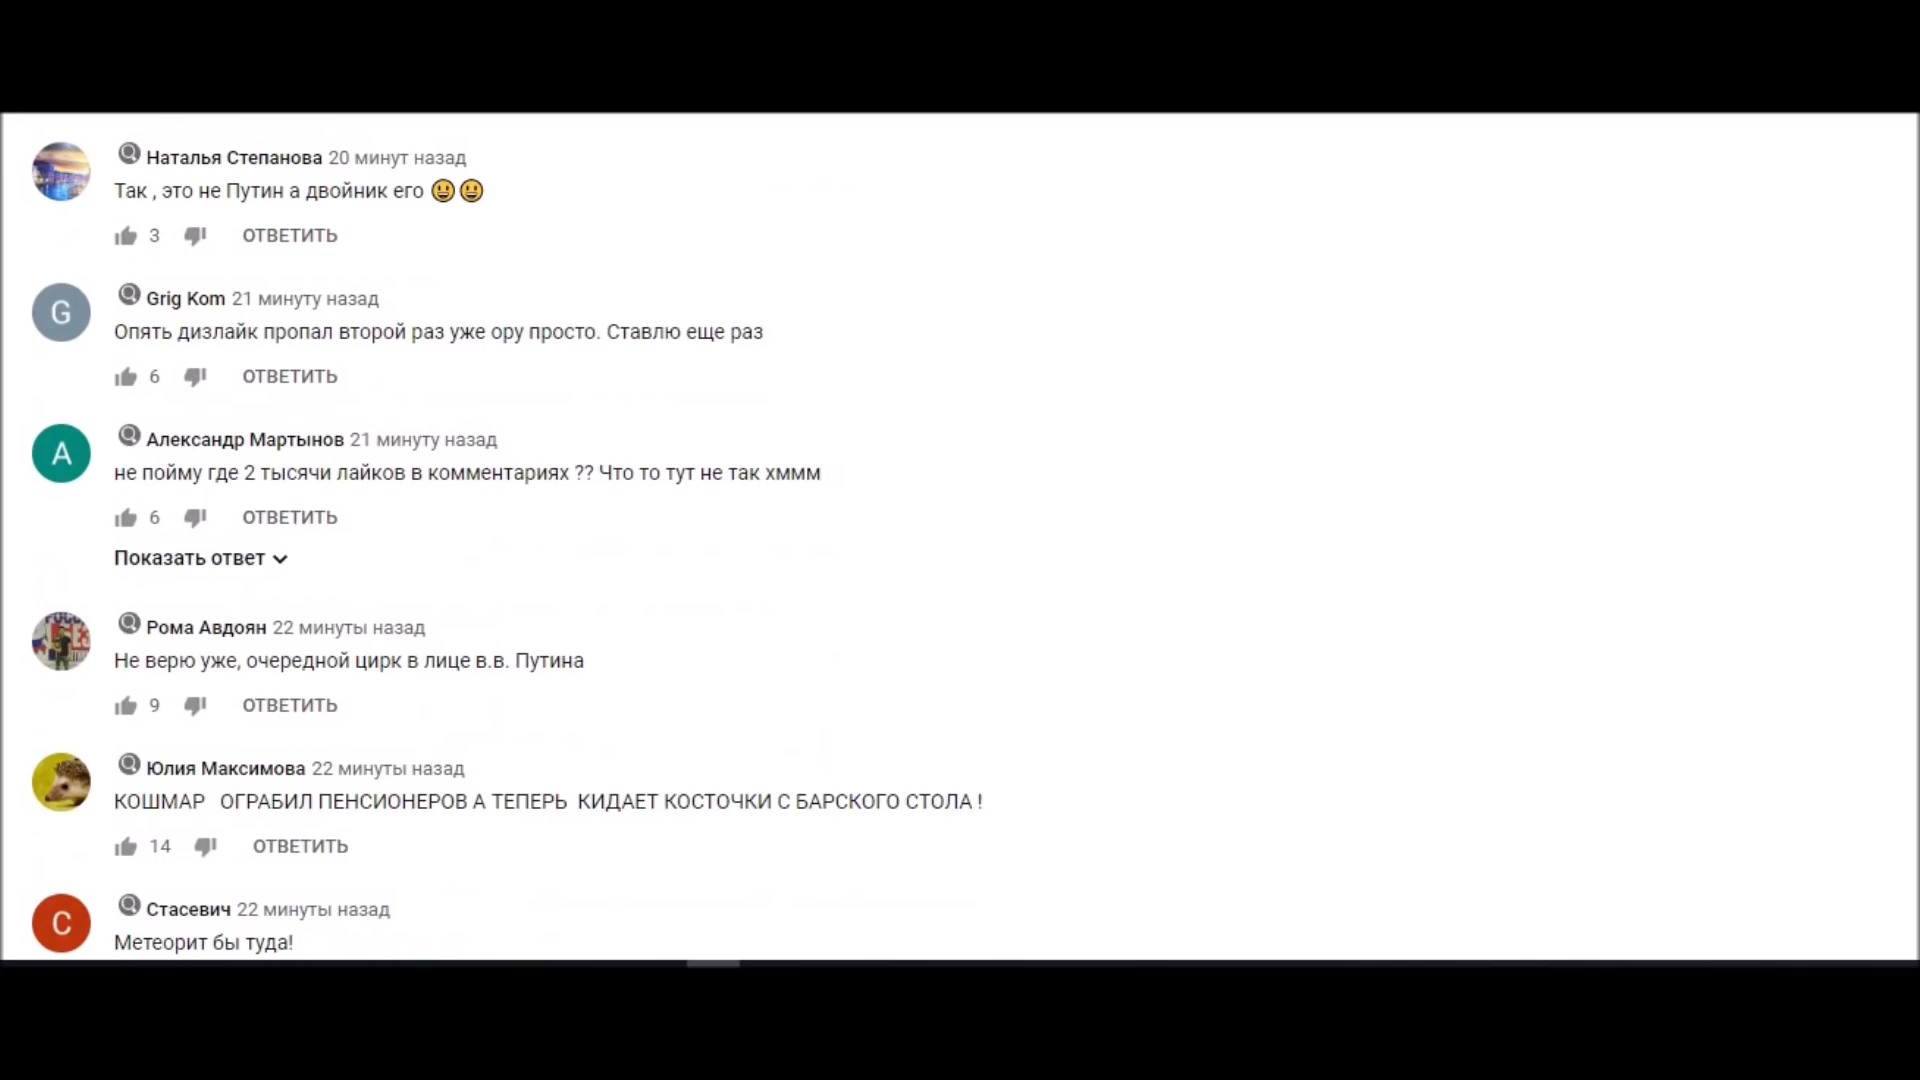 Наталья Степанова 20 минут назад
Так , это не Путин а двойник его 😃😃
3 ОТВЕТИТЬ
G
Grig Kom 21 минуту назад
Опять дизлайк пропал второй раз уже ору просто. Ставлю еще раз
6 ОТВЕТИТЬ
А
Александр Мартынов 21 минуту назад
не пойму где 2 тысячи лайков в комментариях ?? Что то тут не так хммм
6 ОТВЕТИТЬ
Показать ответ
Рома Авдоян 22 минуты назад
Не верю уже, очередной цирк в лице в.в. Путина
9 ОТВЕТИТЬ
Юлия Максимова 22 минуты назад
КОШМАР ОГРАБИЛ ПЕНСИОНЕРОВ А ТЕПЕРЬ КИДАЕТ КОСТОЧКИ С БАРСКОГО СТОЛА !
14 ОТВЕТИТЬ
С
Стасевич 22 минуты назад
Метеорит бы туда!